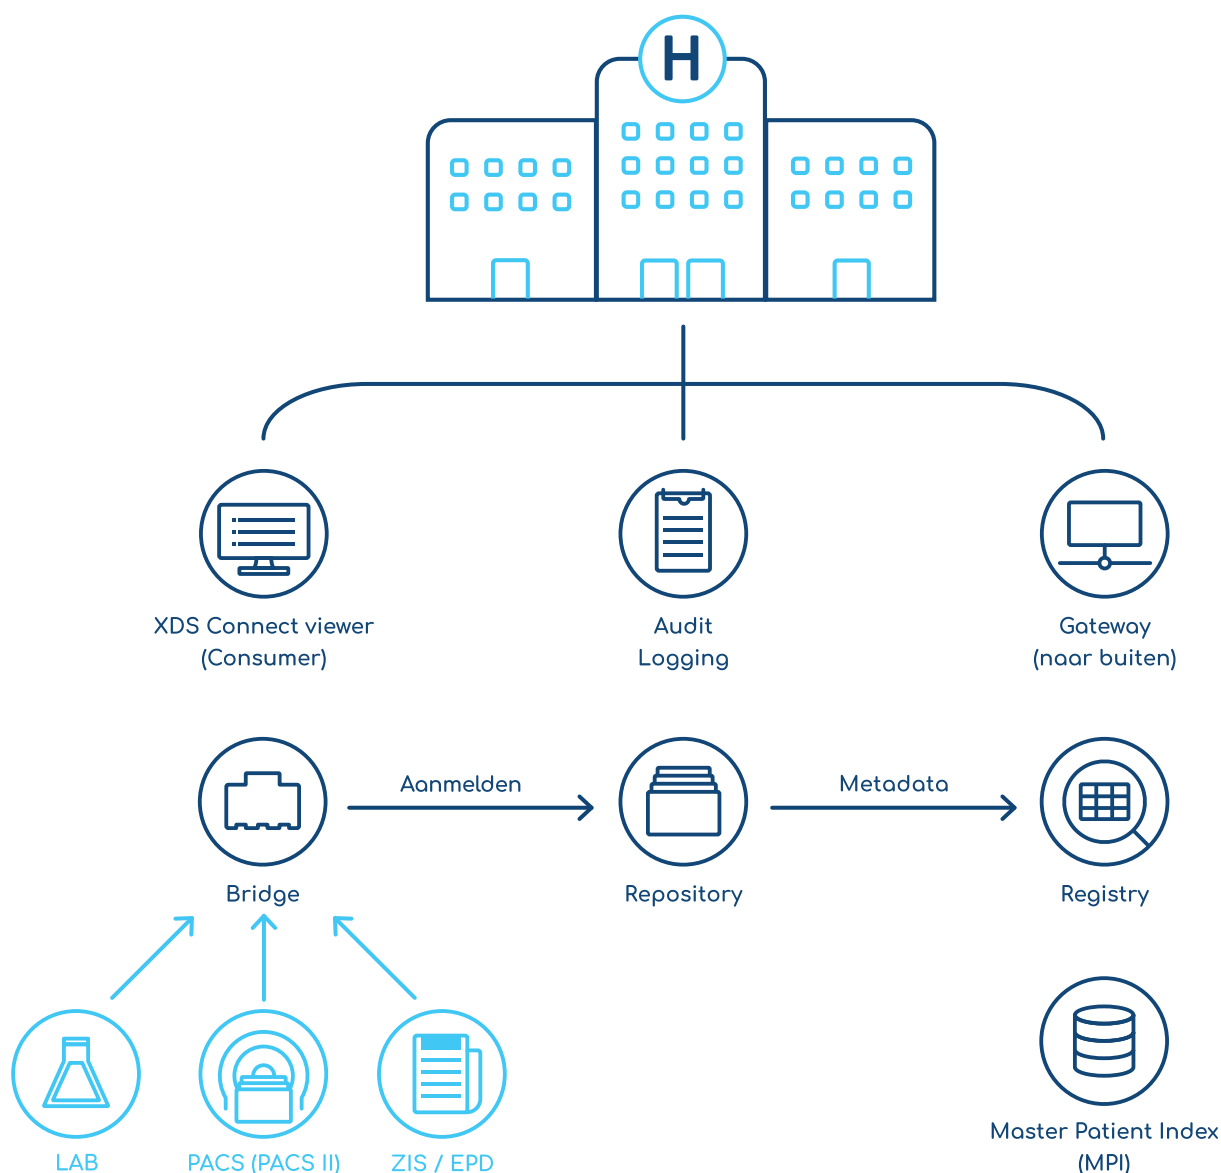 H
XDS Connect viewer
(Consumer)
Audit
Logging
Gateway
(naar buiten)
Aanmelden
Metadata
Bridge
Repository
Registry
Master Patient Index
(MPI)
LAB
PACS (PACS II)
ZIS / EPD